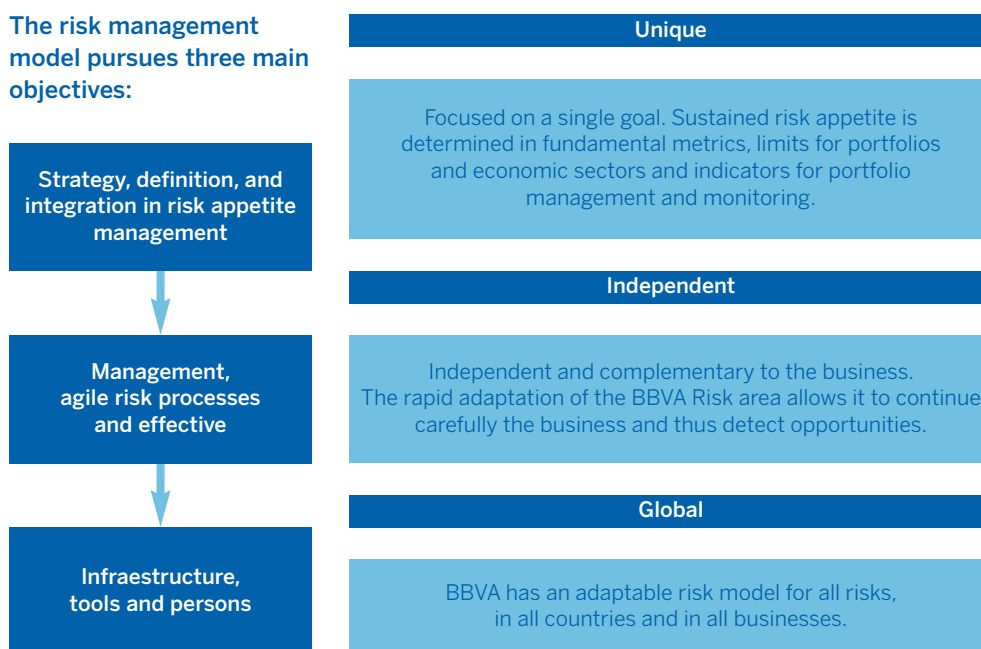 The risk management
model pursues three main
objectives:
Strategy, definition, and
integration in risk appetite
management
Management,
agile risk processes
and effective
Infraestructure,
tools and persons
Unique
Focused on a single goal. Sustained risk appetite is
determined in fundamental metrics, limits for portfolios
and economic sectors and indicators for portfolio
management and monitoring.
Independent
Independent and complementary to the business.
The rapid adaptation of the BBVA Risk area allows it to continue
carefully the business and thus detect opportunities.
Global
BBVA has an adaptable risk model for all risks,
in all countries and in all businesses.